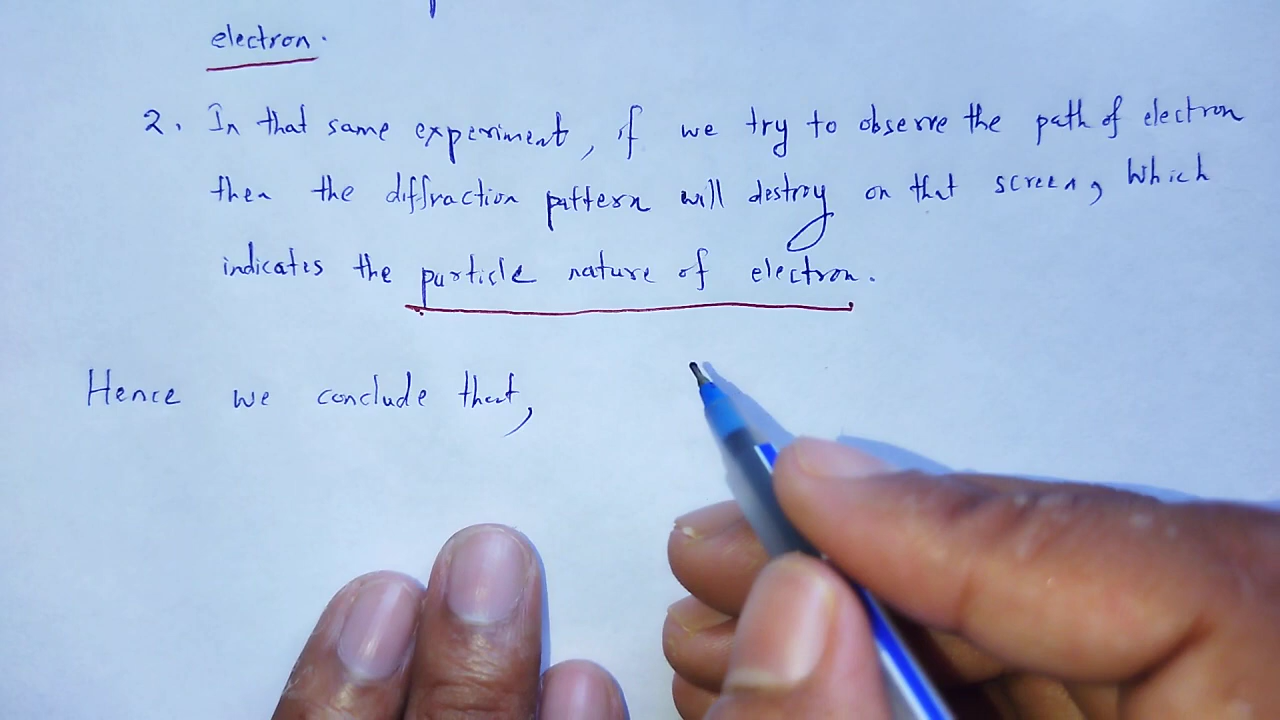 electron.
2. In that same experiment, if we try to observe the path of electron
then the diffraction pattern will destroy on that screen, Which
indicates the particle nature of electron.
Hence we conclude that,